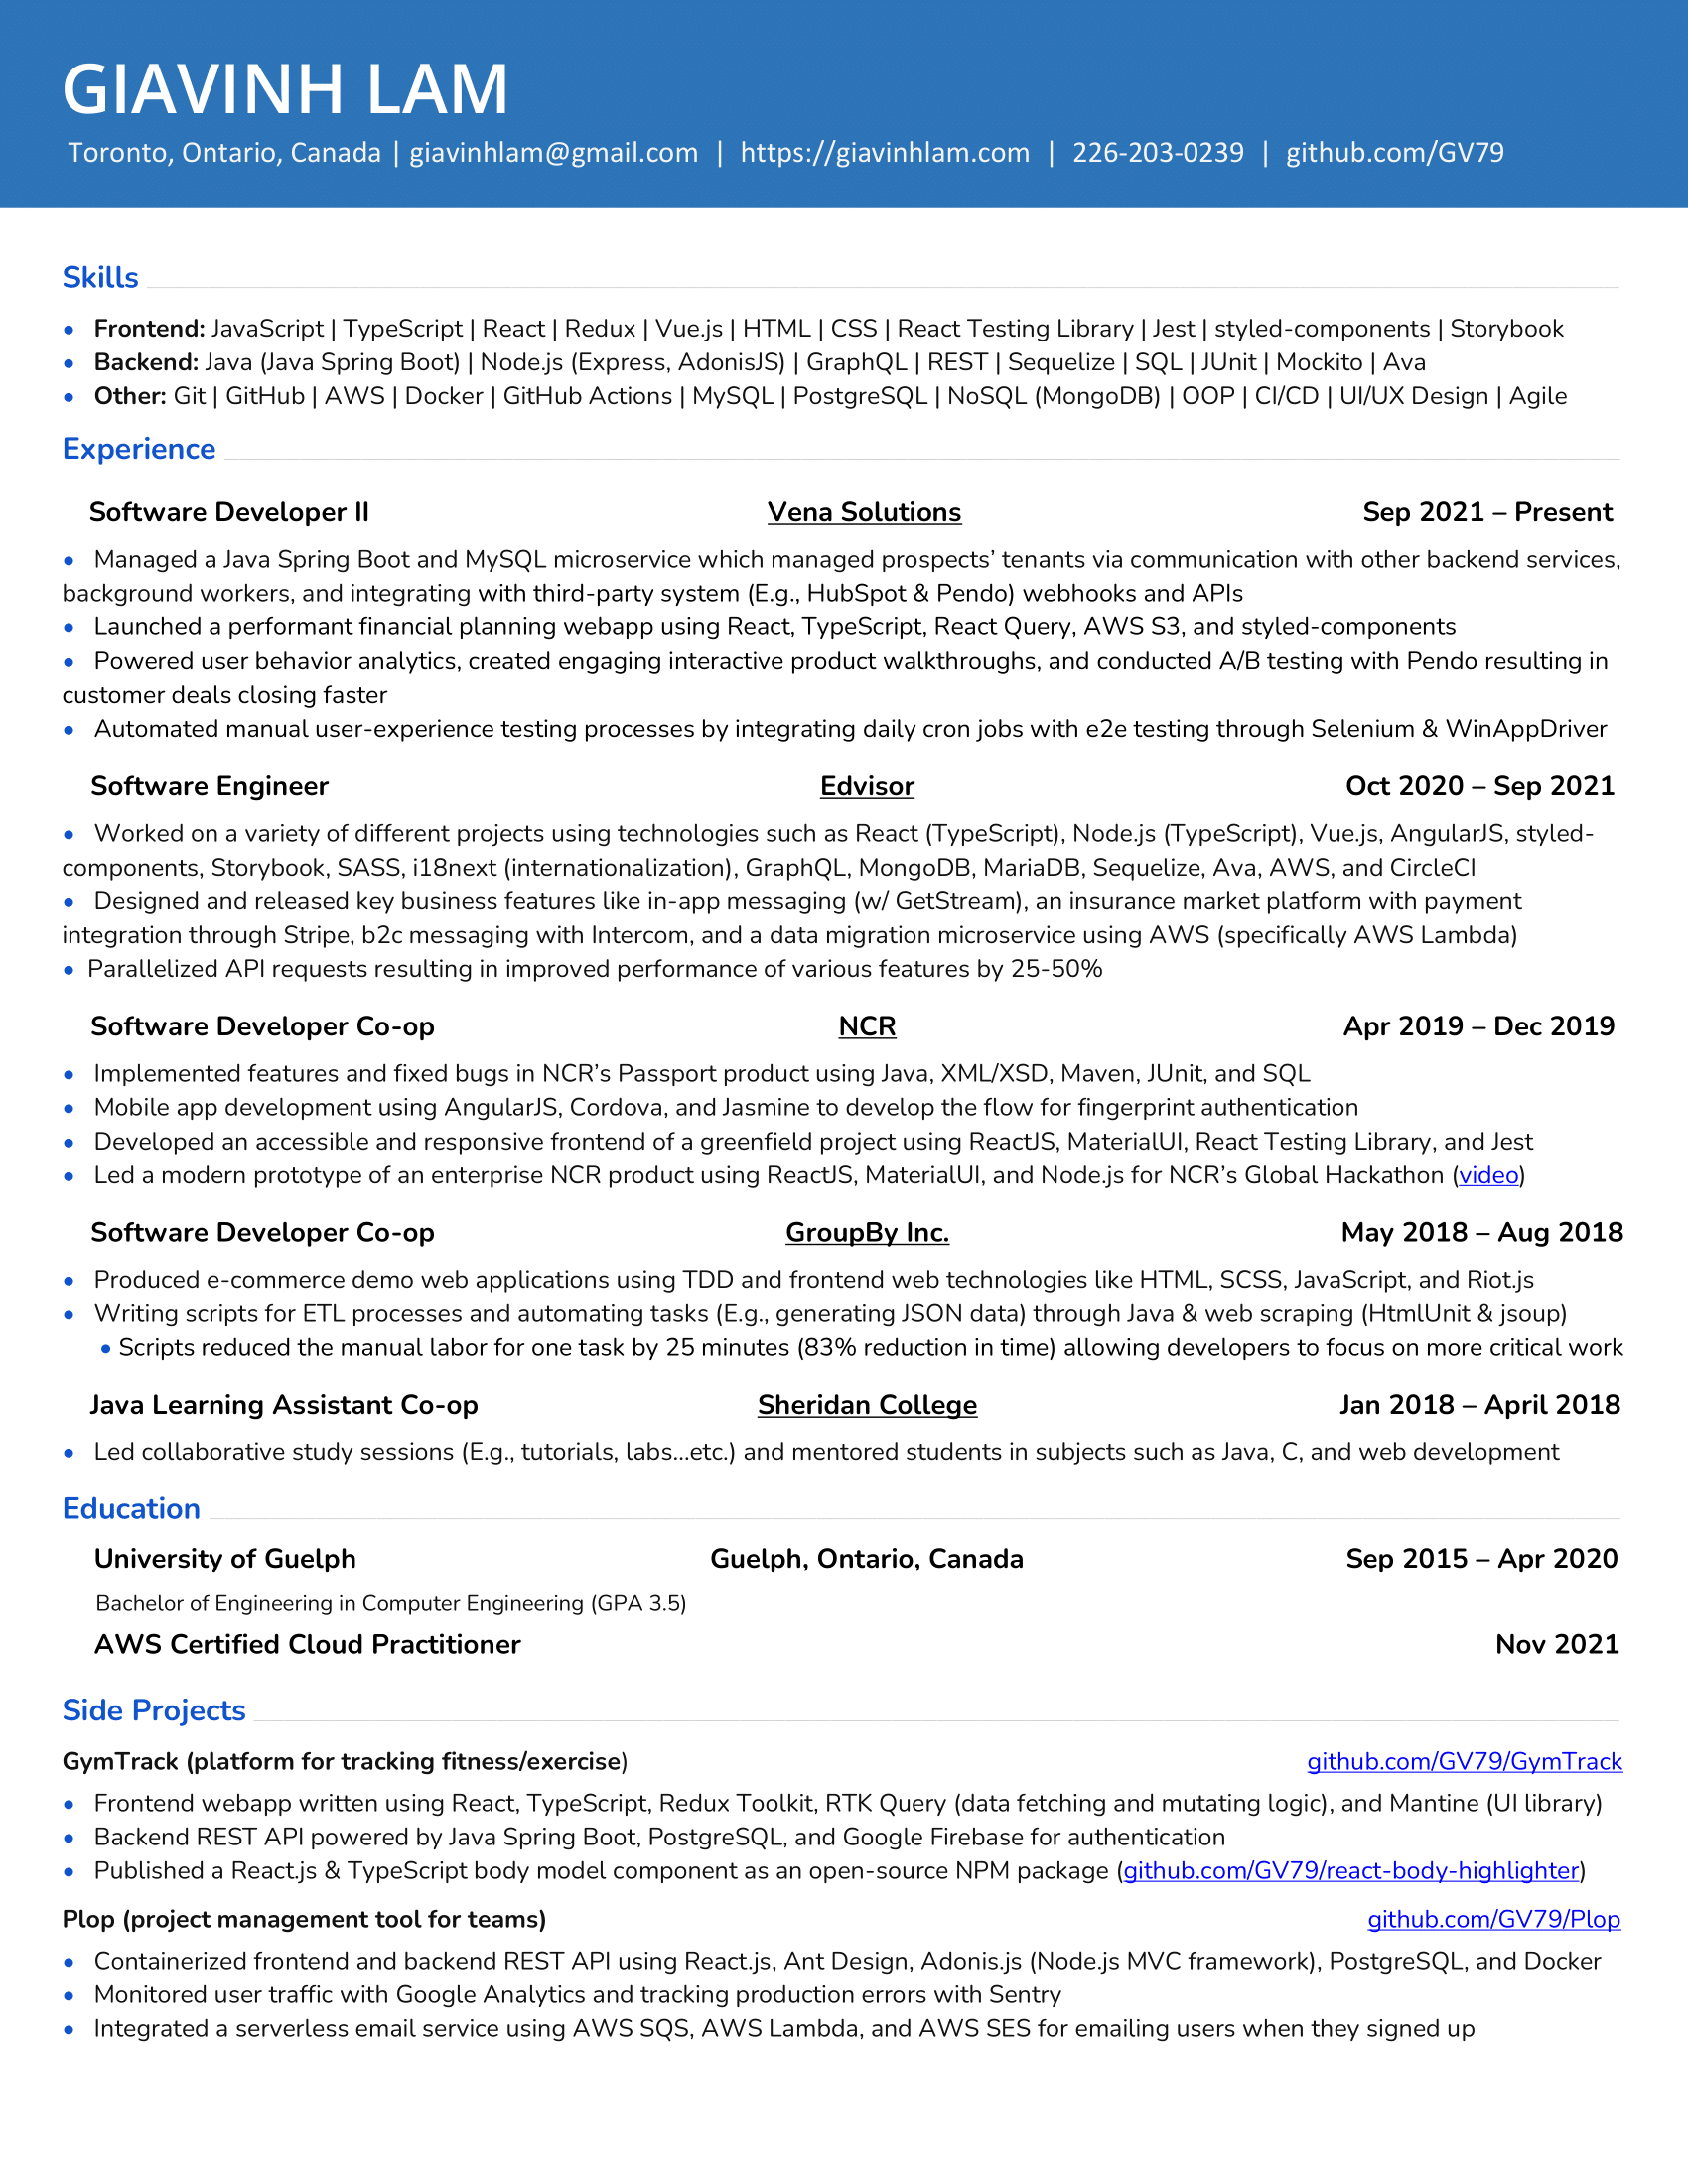 GIAVINH LAM
Toronto, Ontario, Canada | giavinhlam@gmail.com | https://giavinhlam.com | 226-203-0239 | github.com/GV79
Skills
• Frontend: JavaScript | TypeScript | React | Redux | Vue.js | HTML | CSS | React Testing Library | Jest | styled-components | Storybook
• Backend: Java (Java Spring Boot) | Node.js (Express, AdonisJS) | GraphQL | REST | Sequelize | SQL | JUnit | Mockito | Ava
• Other: Git | GitHub | AWS | Docker | GitHub Actions | MySQL | PostgreSQL | NoSQL (MongoDB) | OOP | CI/CD | UI/UX Design | Agile
Experience
Software Developer II Vena Solutions Sep 2021 – Present
• Managed a Java Spring Boot and MySQL microservice which managed prospects’ tenants via communication with other backend services,
background workers, and integrating with third-party system (E.g., HubSpot & Pendo) webhooks and APIs
• Launched a performant financial planning webapp using React, TypeScript, React Query, AWS S3, and styled-components
• Powered user behavior analytics, created engaging interactive product walkthroughs, and conducted A/B testing with Pendo resulting in
customer deals closing faster
• Automated manual user-experience testing processes by integrating daily cron jobs with e2e testing through Selenium & WinAppDriver
Software Engineer Edvisor Oct 2020 – Sep 2021
• Worked on a variety of different projects using technologies such as React (TypeScript), Node.js (TypeScript), Vue.js, AngularJS, styled-
components, Storybook, SASS, i18next (internationalization), GraphQL, MongoDB, MariaDB, Sequelize, Ava, AWS, and CircleCI
• Designed and released key business features like in-app messaging (w/ GetStream), an insurance market platform with payment
integration through Stripe, b2c messaging with Intercom, and a data migration microservice using AWS (specifically AWS Lambda)
• Parallelized API requests resulting in improved performance of various features by 25-50%
Software Developer Co-op NCR Apr 2019 – Dec 2019
• Implemented features and fixed bugs in NCR’s Passport product using Java, XML/XSD, Maven, JUnit, and SQL
• Mobile app development using AngularJS, Cordova, and Jasmine to develop the flow for fingerprint authentication
• Developed an accessible and responsive frontend of a greenfield project using ReactJS, MaterialUI, React Testing Library, and Jest
• Led a modern prototype of an enterprise NCR product using ReactJS, MaterialUI, and Node.js for NCR’s Global Hackathon (video)
Software Developer Co-op GroupBy Inc. May 2018 – Aug 2018
• Produced e-commerce demo web applications using TDD and frontend web technologies like HTML, SCSS, JavaScript, and Riot.js
• Writing scripts for ETL processes and automating tasks (E.g., generating JSON data) through Java & web scraping (HtmlUnit & jsoup)
• Scripts reduced the manual labor for one task by 25 minutes (83% reduction in time) allowing developers to focus on more critical work
Java Learning Assistant Co-op Sheridan College Jan 2018 – April 2018
• Led collaborative study sessions (E.g., tutorials, labs...etc.) and mentored students in subjects such as Java, C, and web development
Education
University of Guelph Guelph, Ontario, Canada Sep 2015 – Apr 2020
Bachelor of Engineering in Computer Engineering (GPA 3.5)
AWS Certified Cloud Practitioner Nov 2021
Side Projects
GymTrack (platform for tracking fitness/exercise) github.com/GV79/GymTrack
• Frontend webapp written using React, TypeScript, Redux Toolkit, RTK Query (data fetching and mutating logic), and Mantine (UI library)
• Backend REST API powered by Java Spring Boot, PostgreSQL, and Google Firebase for authentication
• Published a React.js & TypeScript body model component as an open-source NPM package (github.com/GV79/react-body-highlighter)
Plop (project management tool for teams) github.com/GV79/Plop
• Containerized frontend and backend REST API using React.js, Ant Design, Adonis.js (Node.js MVC framework), PostgreSQL, and Docker
• Monitored user traffic with Google Analytics and tracking production errors with Sentry
• Integrated a serverless email service using AWS SQS, AWS Lambda, and AWS SES for emailing users when they signed up